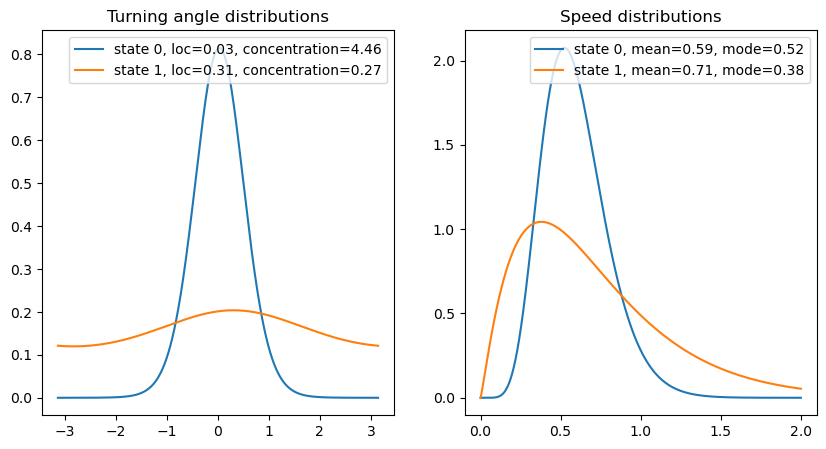 Turning angle distributions
state 0, loc=0.03, concentration=4.46
state 1, loc=0.31, concentration=0.27
0.8
0.7
0.6
0.5
0.4
0.3
0.2
0.1
0.0
−3 −2 −1 0 1 2 3
Speed distributions
state 0, mean=0.59, mode=0.52
state 1, mean=0.71, mode=0.38
2.0
1.5
1.0
0.5
0.0
0.0 0.5 1.0 1.5 2.0